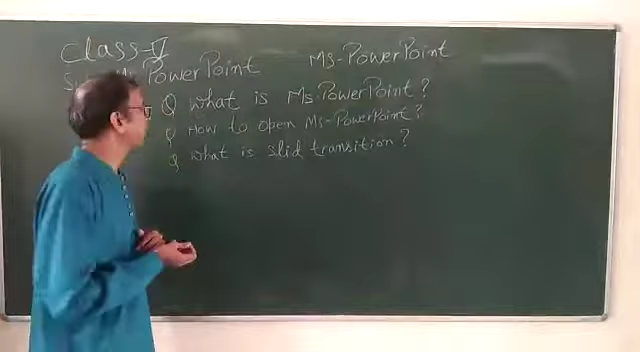 Class-V
Ms-PowerPoint
PowerPoint
Q What is Ms-PowerPoint?
Q How to open Ms-PowerPoint?
Q What is slid transition?